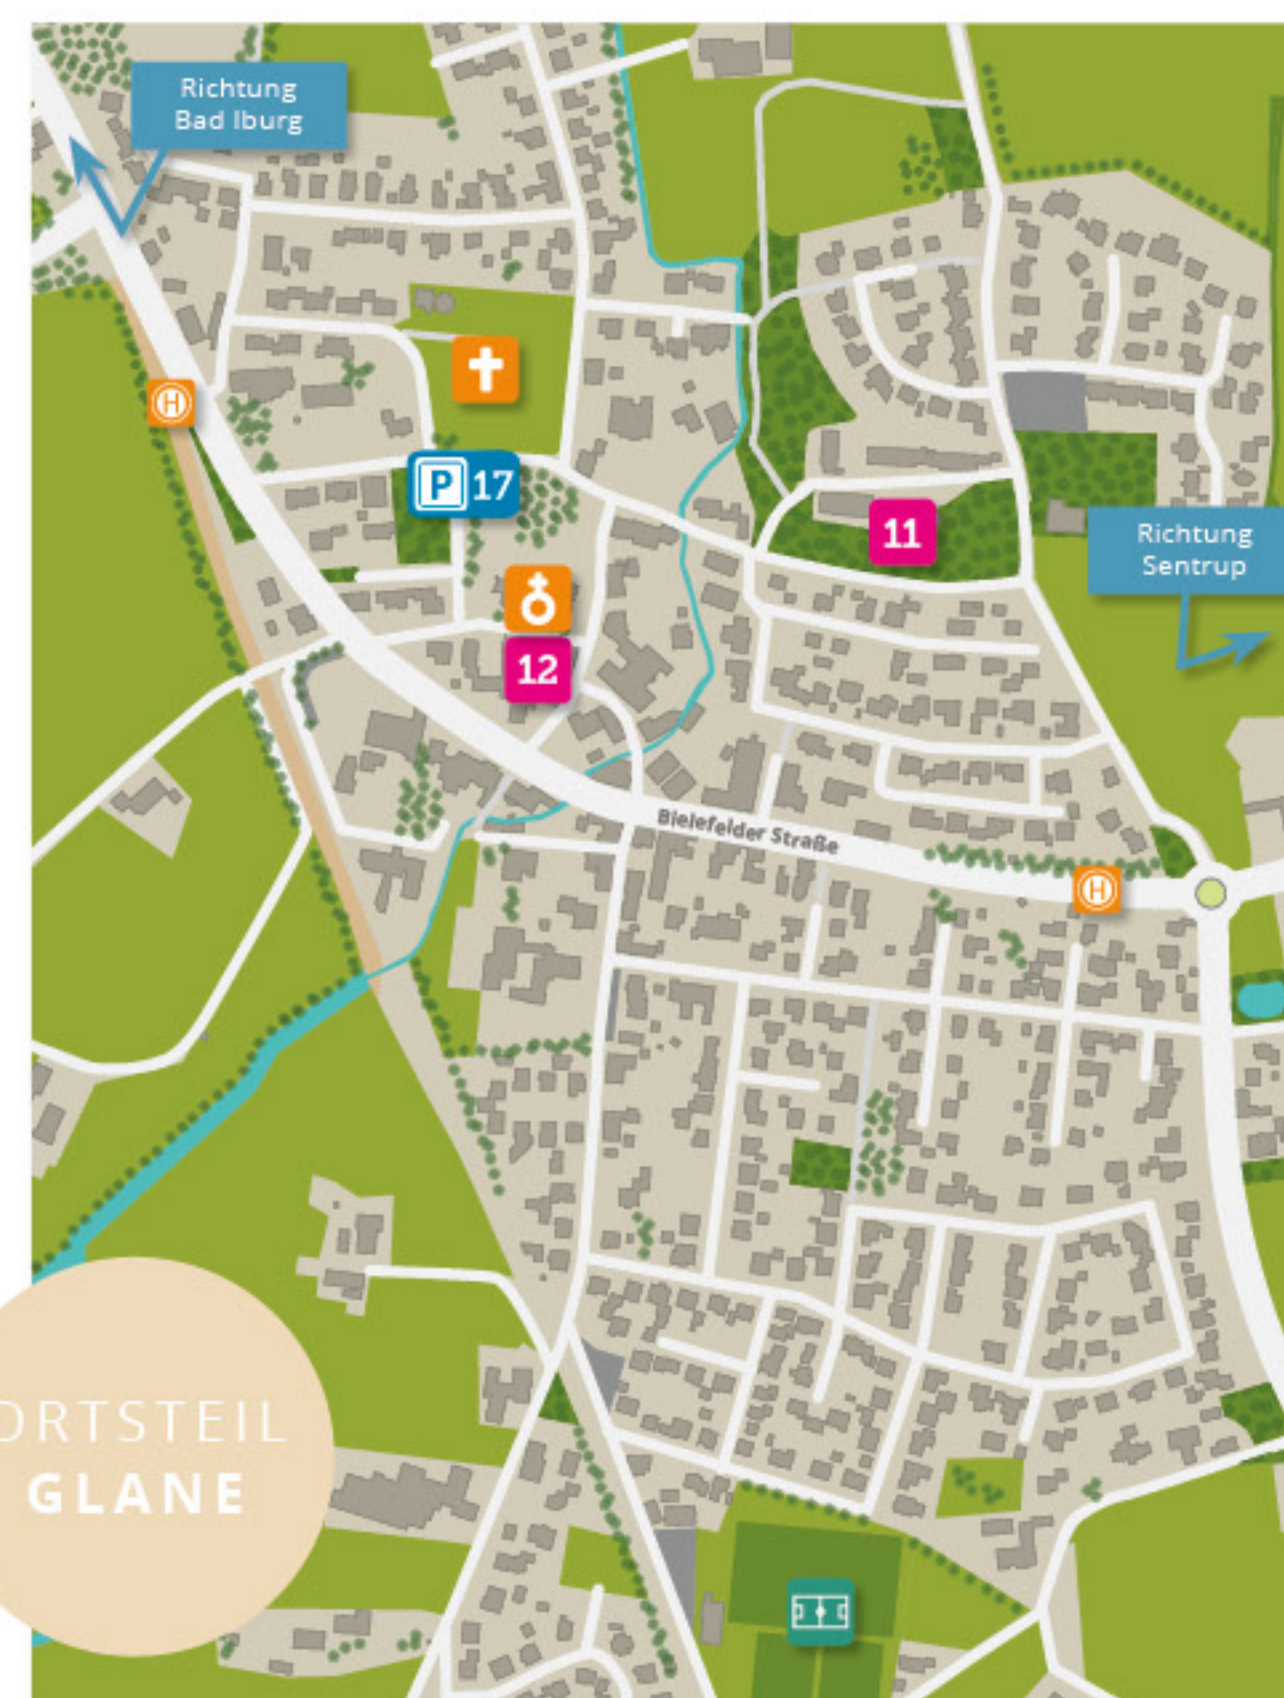 Richtung
Bad Iburg
H
P 17
11
Richtung
Sentrup
12
Bielefelder Straße
H
ORTSTEIL
GLANE